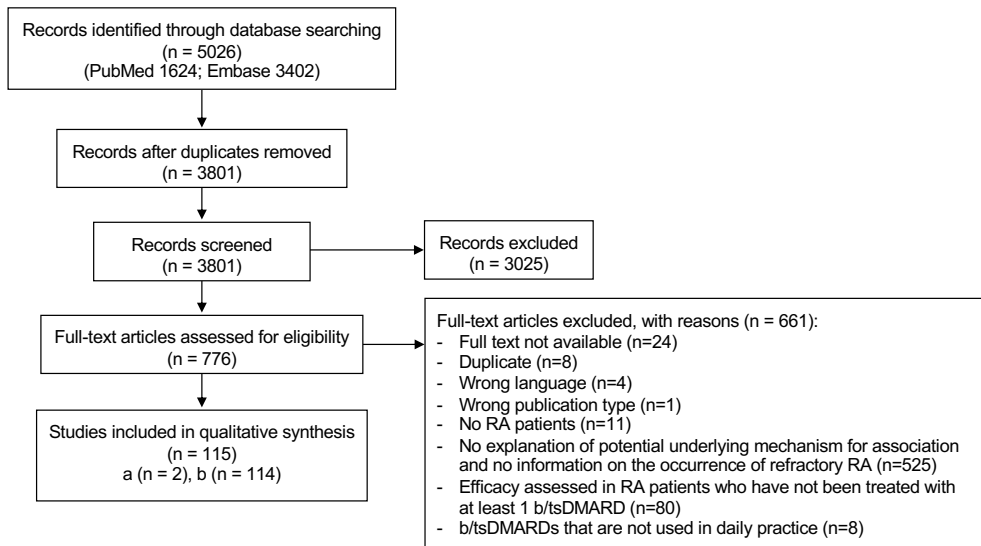 Records identified through database searching
(n = 5026)
(PubMed 1624; Embase 3402)
Records after duplicates removed
(n = 3801)
Records screened
(n = 3801)
Records excluded
(n = 3025)
Full-text articles assessed for eligibility
(n = 776)
Full-text articles excluded, with reasons (n = 661):
- Full text not available (n=24)
- Duplicate (n=8)
- Wrong language (n=4)
- Wrong publication type (n=1)
- No RA patients (n=11)
- No explanation of potential underlying mechanism for association
and no information on the occurrence of refractory RA (n=525)
- Efficacy assessed in RA patients who have not been treated with
at least 1 b/tsDMARD (n=80)
- b/tsDMARDs that are not used in daily practice (n=8)
Studies included in qualitative synthesis
(n = 115)
a (n = 2), b (n = 114)